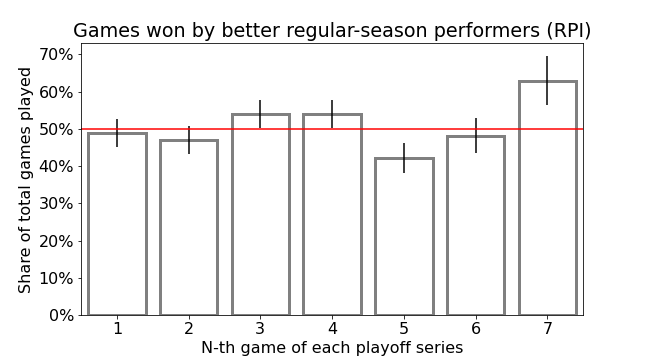 Games won by better regular-season performers (RPI)
Share of total games played
70%
60%
50%
40%
30%
20%
10%
0%
1 2 3 4 5 6 7
N-th game of each playoff series